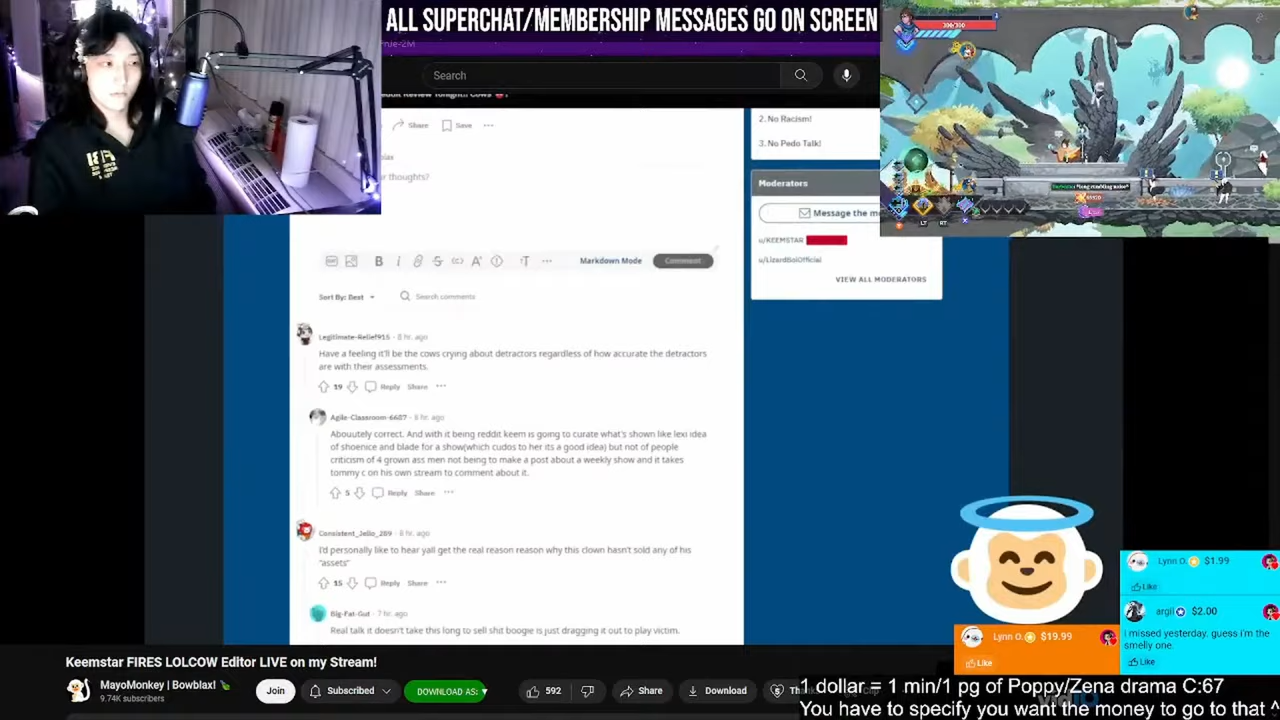 ALL SUPERCHAT/MEMBERSHIP MESSAGES GO ON SCREEN
Search
Share
Save
2. No Racism!
3. No Pedo Talk!
Moderators
u/KEEMSTAR
u/LizardBoiOfficial
VIEW ALL MODERATORS
thoughts?
B
i
Markdown Mode
Comment
Sort By: Best
Search comments
Legitimate-Relief915 · 8 hr. ago
Have a feeling it'll be the cows crying about detractors regardless of how accurate the detractors
are with their assessments.
19
Reply
Share
Agile-Classroom-6687 · 8 hr. ago
Abouutely correct. And with it being reddit keem is going to curate what's shown like lexi idea
of shoenice and blade for a show(which cudos to her its a good idea) but not of people
criticism of 4 grown ass men not being to make a post about a weekly show and it takes
tommy c on his own stream to comment about it.
5
Reply
Share
Consistent_Jello_289 · 8 hr. ago
I'd personally like to hear yall get the real reason reason why this clown hasn't sold any of his
"assets"
15
Reply
Share
Big-Fat-Gut · 7 hr. ago
Real talk it doesn't take this long to sell shit boogie is just dragging it out to play victim.
300/300
LT RT
Lynn O. $1.99
Like
argil $2.00
I missed yesterday. guess i'm the
smelly one.
Like
Lynn O. $19.99
Like
Keemstar FIRES LOLCOW Editor LIVE on my Stream!
MayoMonkey | Bowblax!
9.74K subscribers
Join
Subscribed
DOWNLOAD AS:
592
Share
Download
1 dollar = 1 min/1 pg of Poppy/Zena drama C:67
You have to specify you want the money to go to that ^